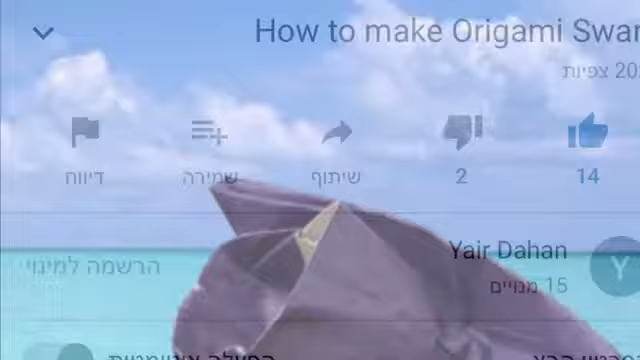 How to make Origami Swan
צפיות
דיווח שמירה שיתוף 2 14
Yair Dahan
הרשמה למינוי
15 מנויים
Y